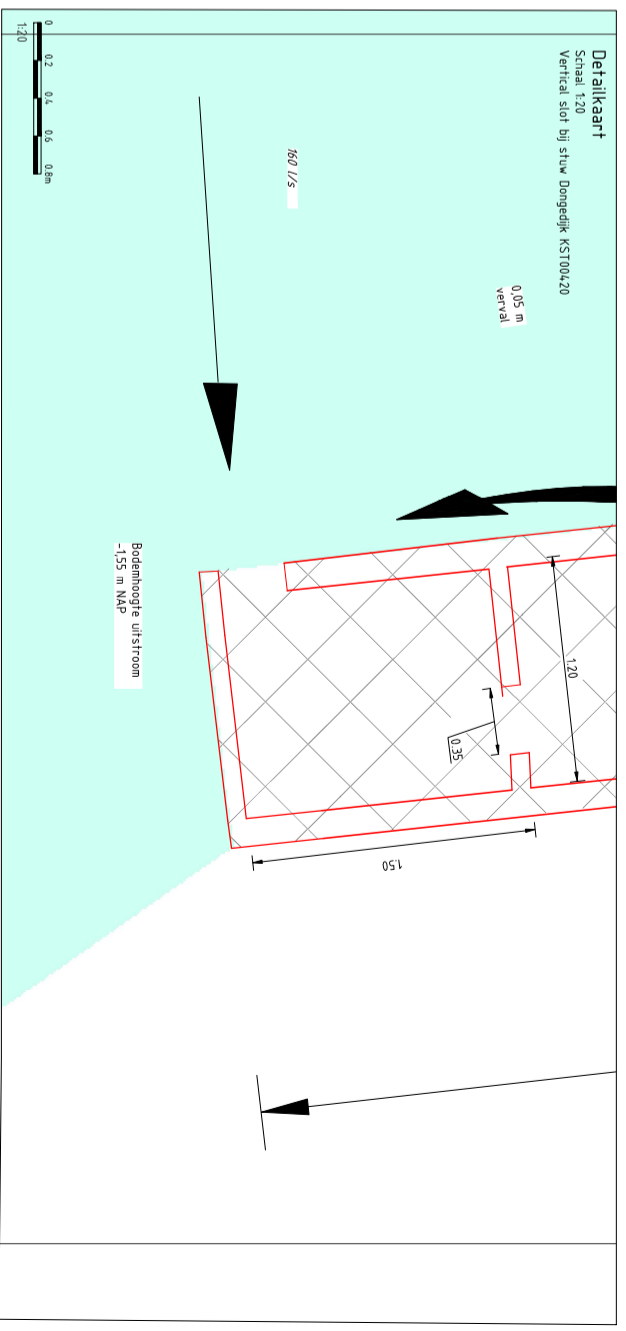 Detailkaart
Schaal 1:20
Vertical slot bij stuw Dongedijk KST00420
0,05 m
verval
160 l/s
1.20
0.35
1.50
Bodemhoogte uitstroom
-1,55 m NAP
0 0.2 0.4 0.6 0.8m
1:20